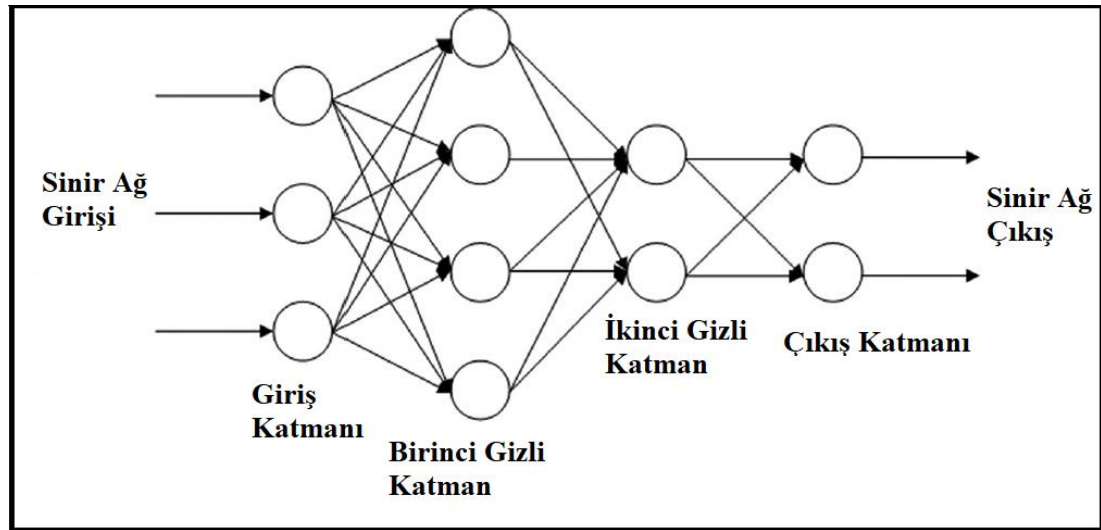 Sinir Ağ
Girişi
Giriş
Katmanı
Birinci Gizli
Katman
İkinci Gizli
Katman
Çıkış Katmanı
Sinir Ağ
Çıkış